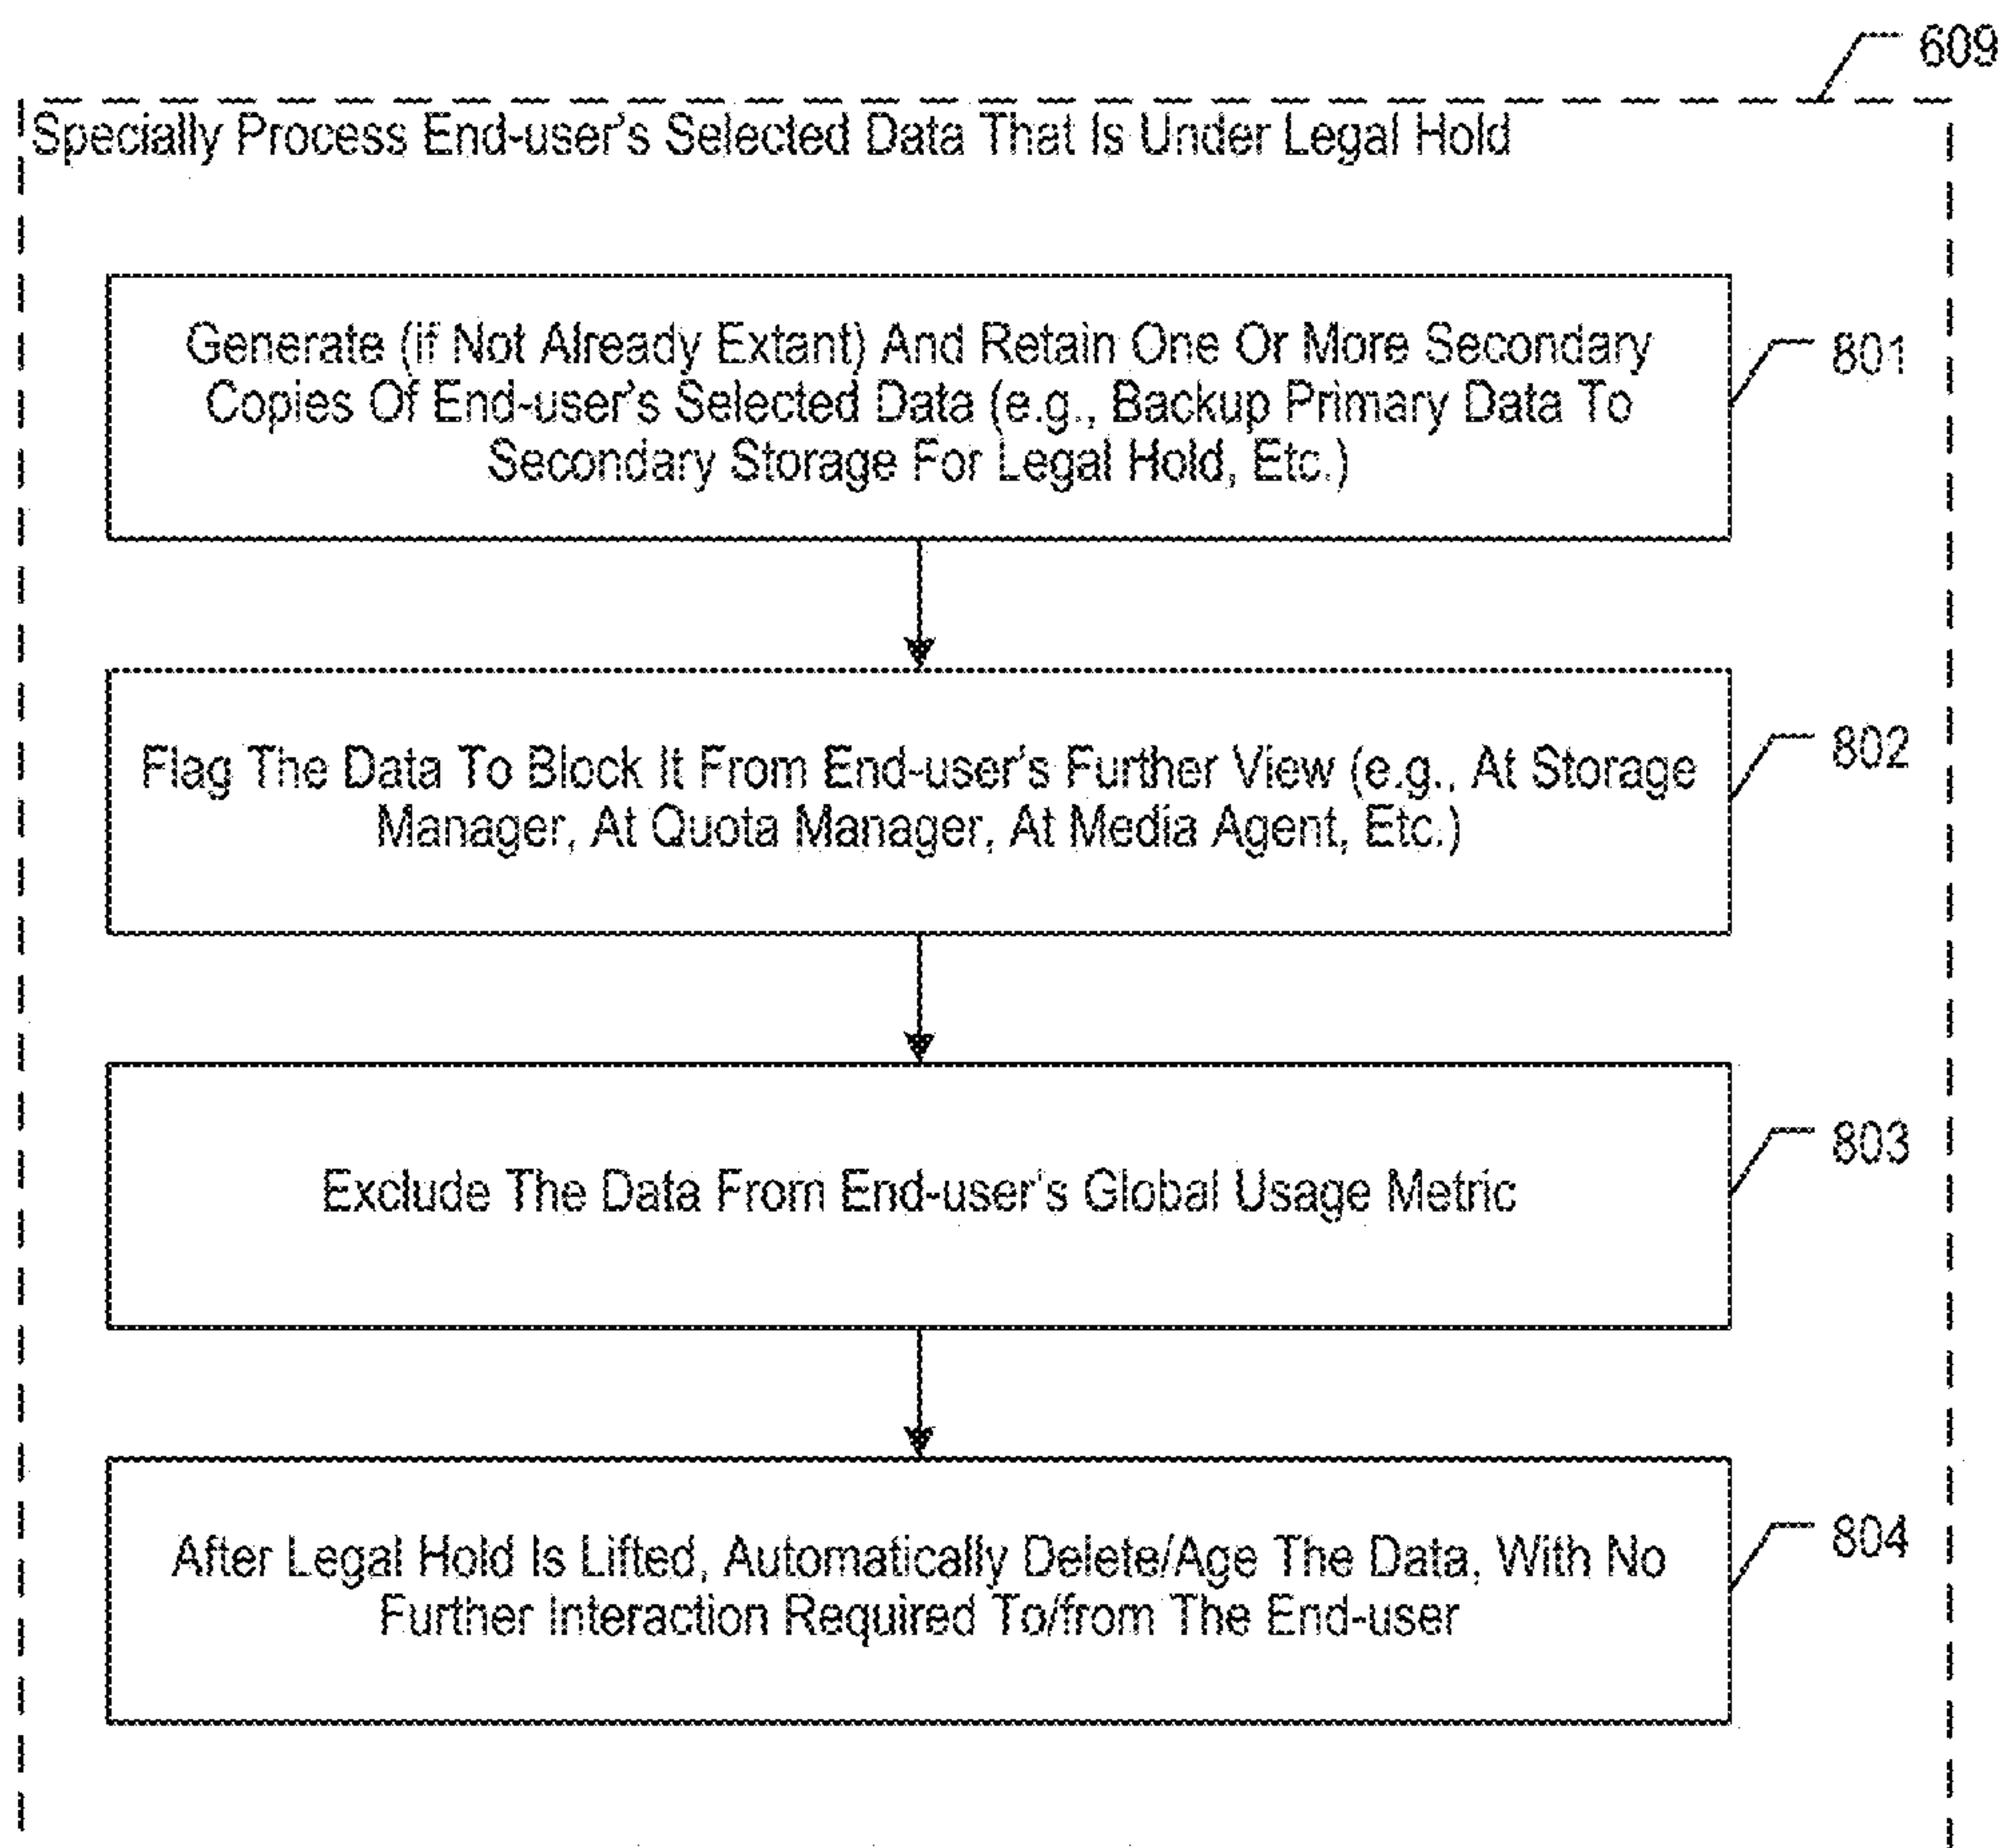 609
Specially Process End-user's Selected Data That Is Under Legal Hold
Generate (if Not Already Extant) And Retain One Or More Secondary
Copies Of End-user's Selected Data (e.g., Backup Primary Data To
Secondary Storage For Legal Hold, Etc.)
801
Flag The Data To Block It From End-user's Further View (e.g., At Storage
Manager, At Quota Manager, At Media Agent, Etc.)
802
Exclude The Data From End-user's Global Usage Metric
803
After Legal Hold Is Lifted, Automatically Delete/Age The Data, With No
Further Interaction Required To/from The End-user
804